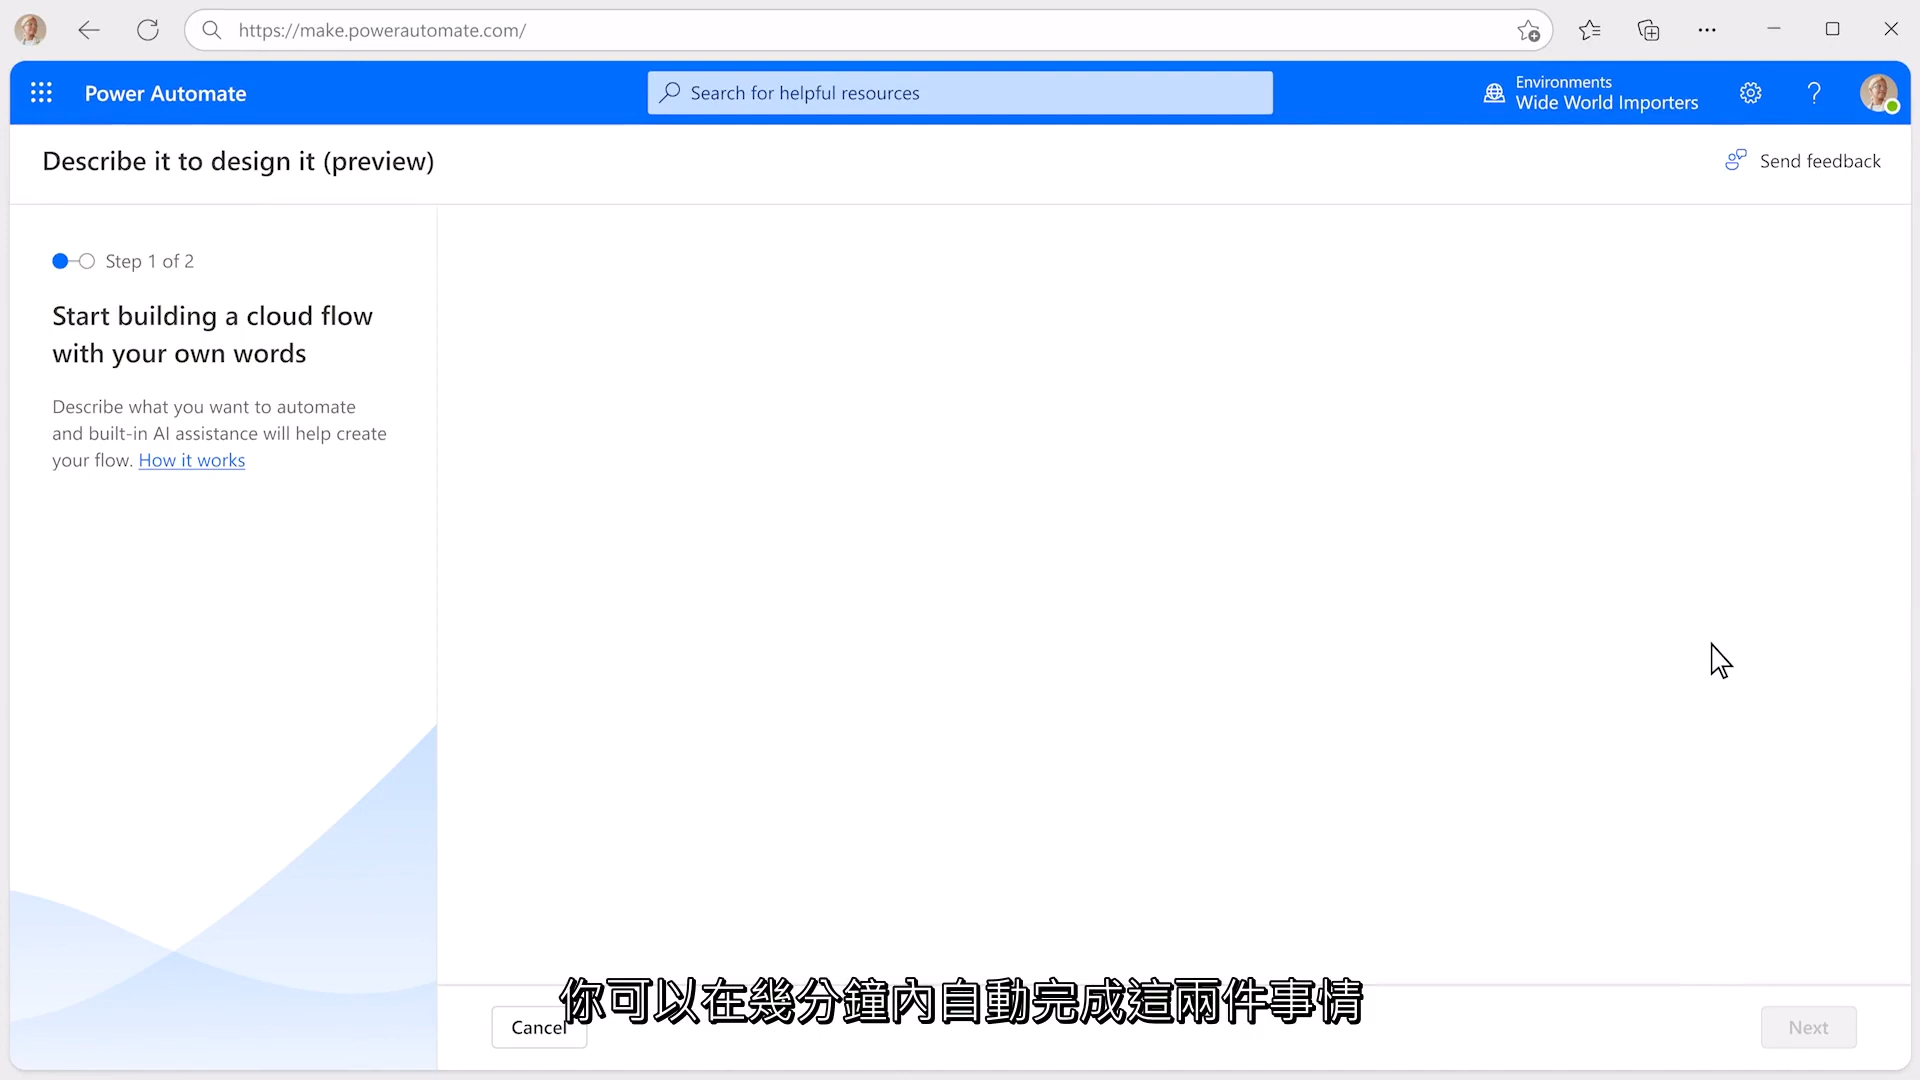 https://make.powerautomate.com/
Power Automate
Search for helpful resources
Environments
Wide World Importers
Describe it to design it (preview)
Send feedback
Step 1 of 2
Start building a cloud flow
with your own words
Describe what you want to automate
and built-in AI assistance will help create
your flow. How it works
你可以在幾分鐘內自動完成這兩件事情
Cancel
Next